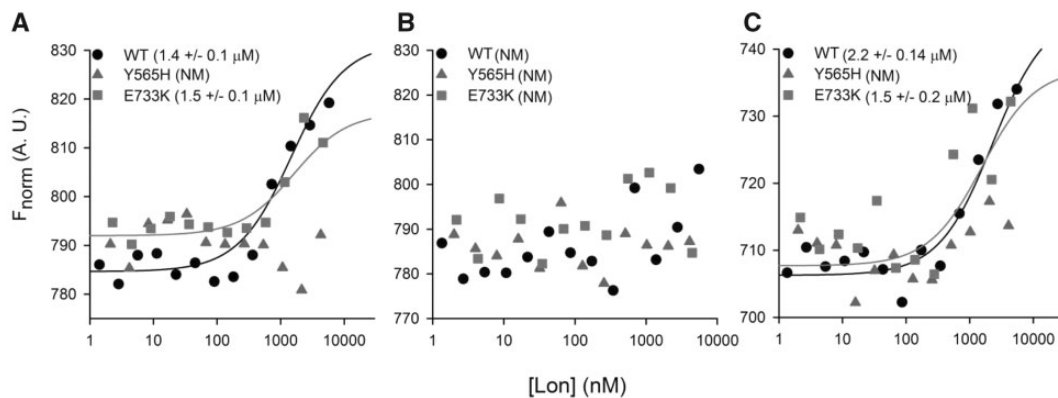 A
B
C
830
820
810
800
790
780
WT (1.4 +/- 0.1 μM)
Y565H (NM)
E733K (1.5 +/- 0.1 μM)
Fnorm (A. U.)
1
10
100
1000
10000
830
820
810
800
790
780
770
WT (NM)
Y565H (NM)
E733K (NM)
1
10
100
1000
10000
740
730
720
710
700
WT (2.2 +/- 0.14 μM)
Y565H (NM)
E733K (1.5 +/- 0.2 μM)
1
10
100
1000
10000
[Lon] (nM)